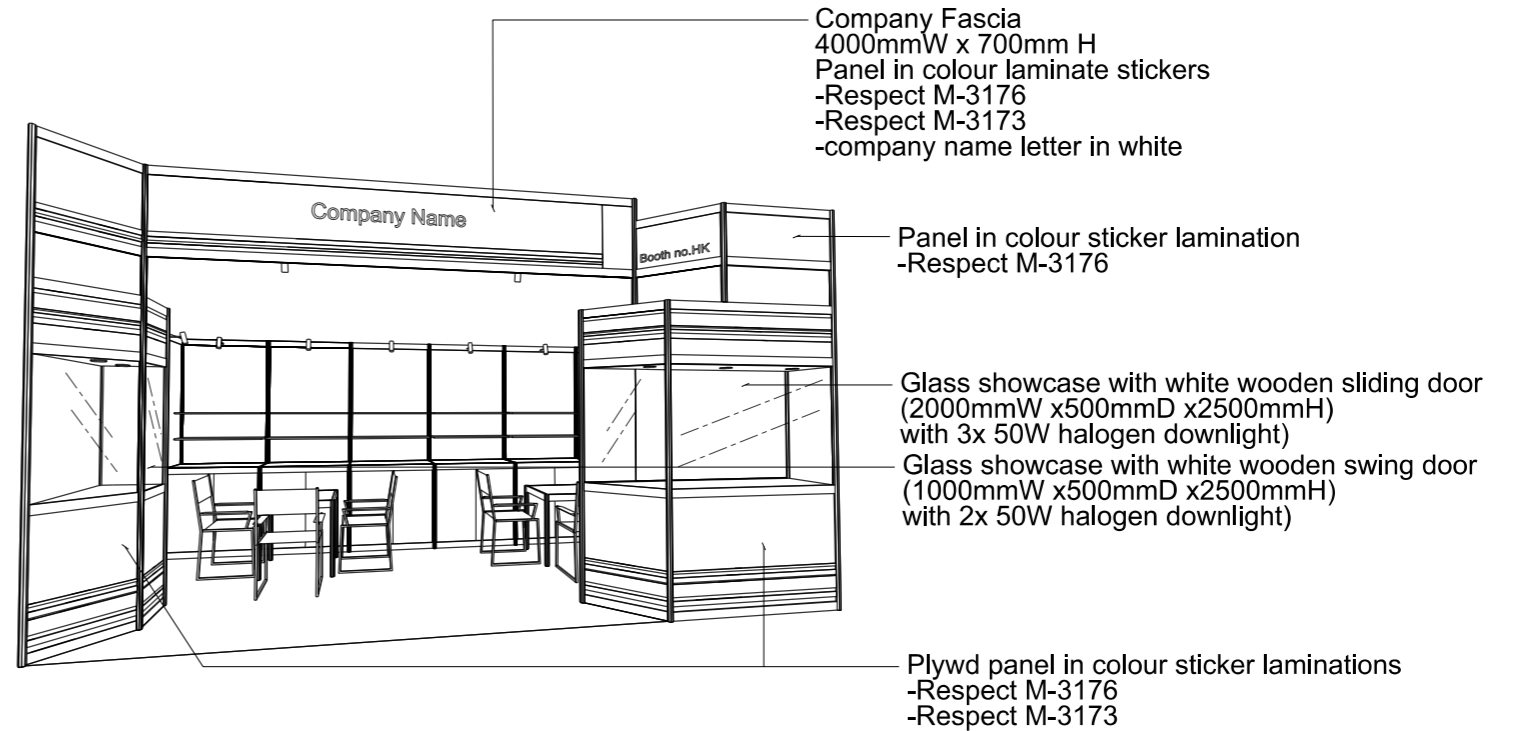 Company Fascia
4000mmW x 700mm H
Panel in colour laminate stickers
-Respect M-3176
-Respect M-3173
-company name letter in white
Company Name
Booth no.HK
Panel in colour sticker lamination
-Respect M-3176
Glass showcase with white wooden sliding door
(2000mmW x500mmD x2500mmH)
with 3x 50W halogen downlight)
Glass showcase with white wooden swing door
(1000mmW x500mmD x2500mmH)
with 2x 50W halogen downlight)
Plywd panel in colour sticker laminations
-Respect M-3176
-Respect M-3173